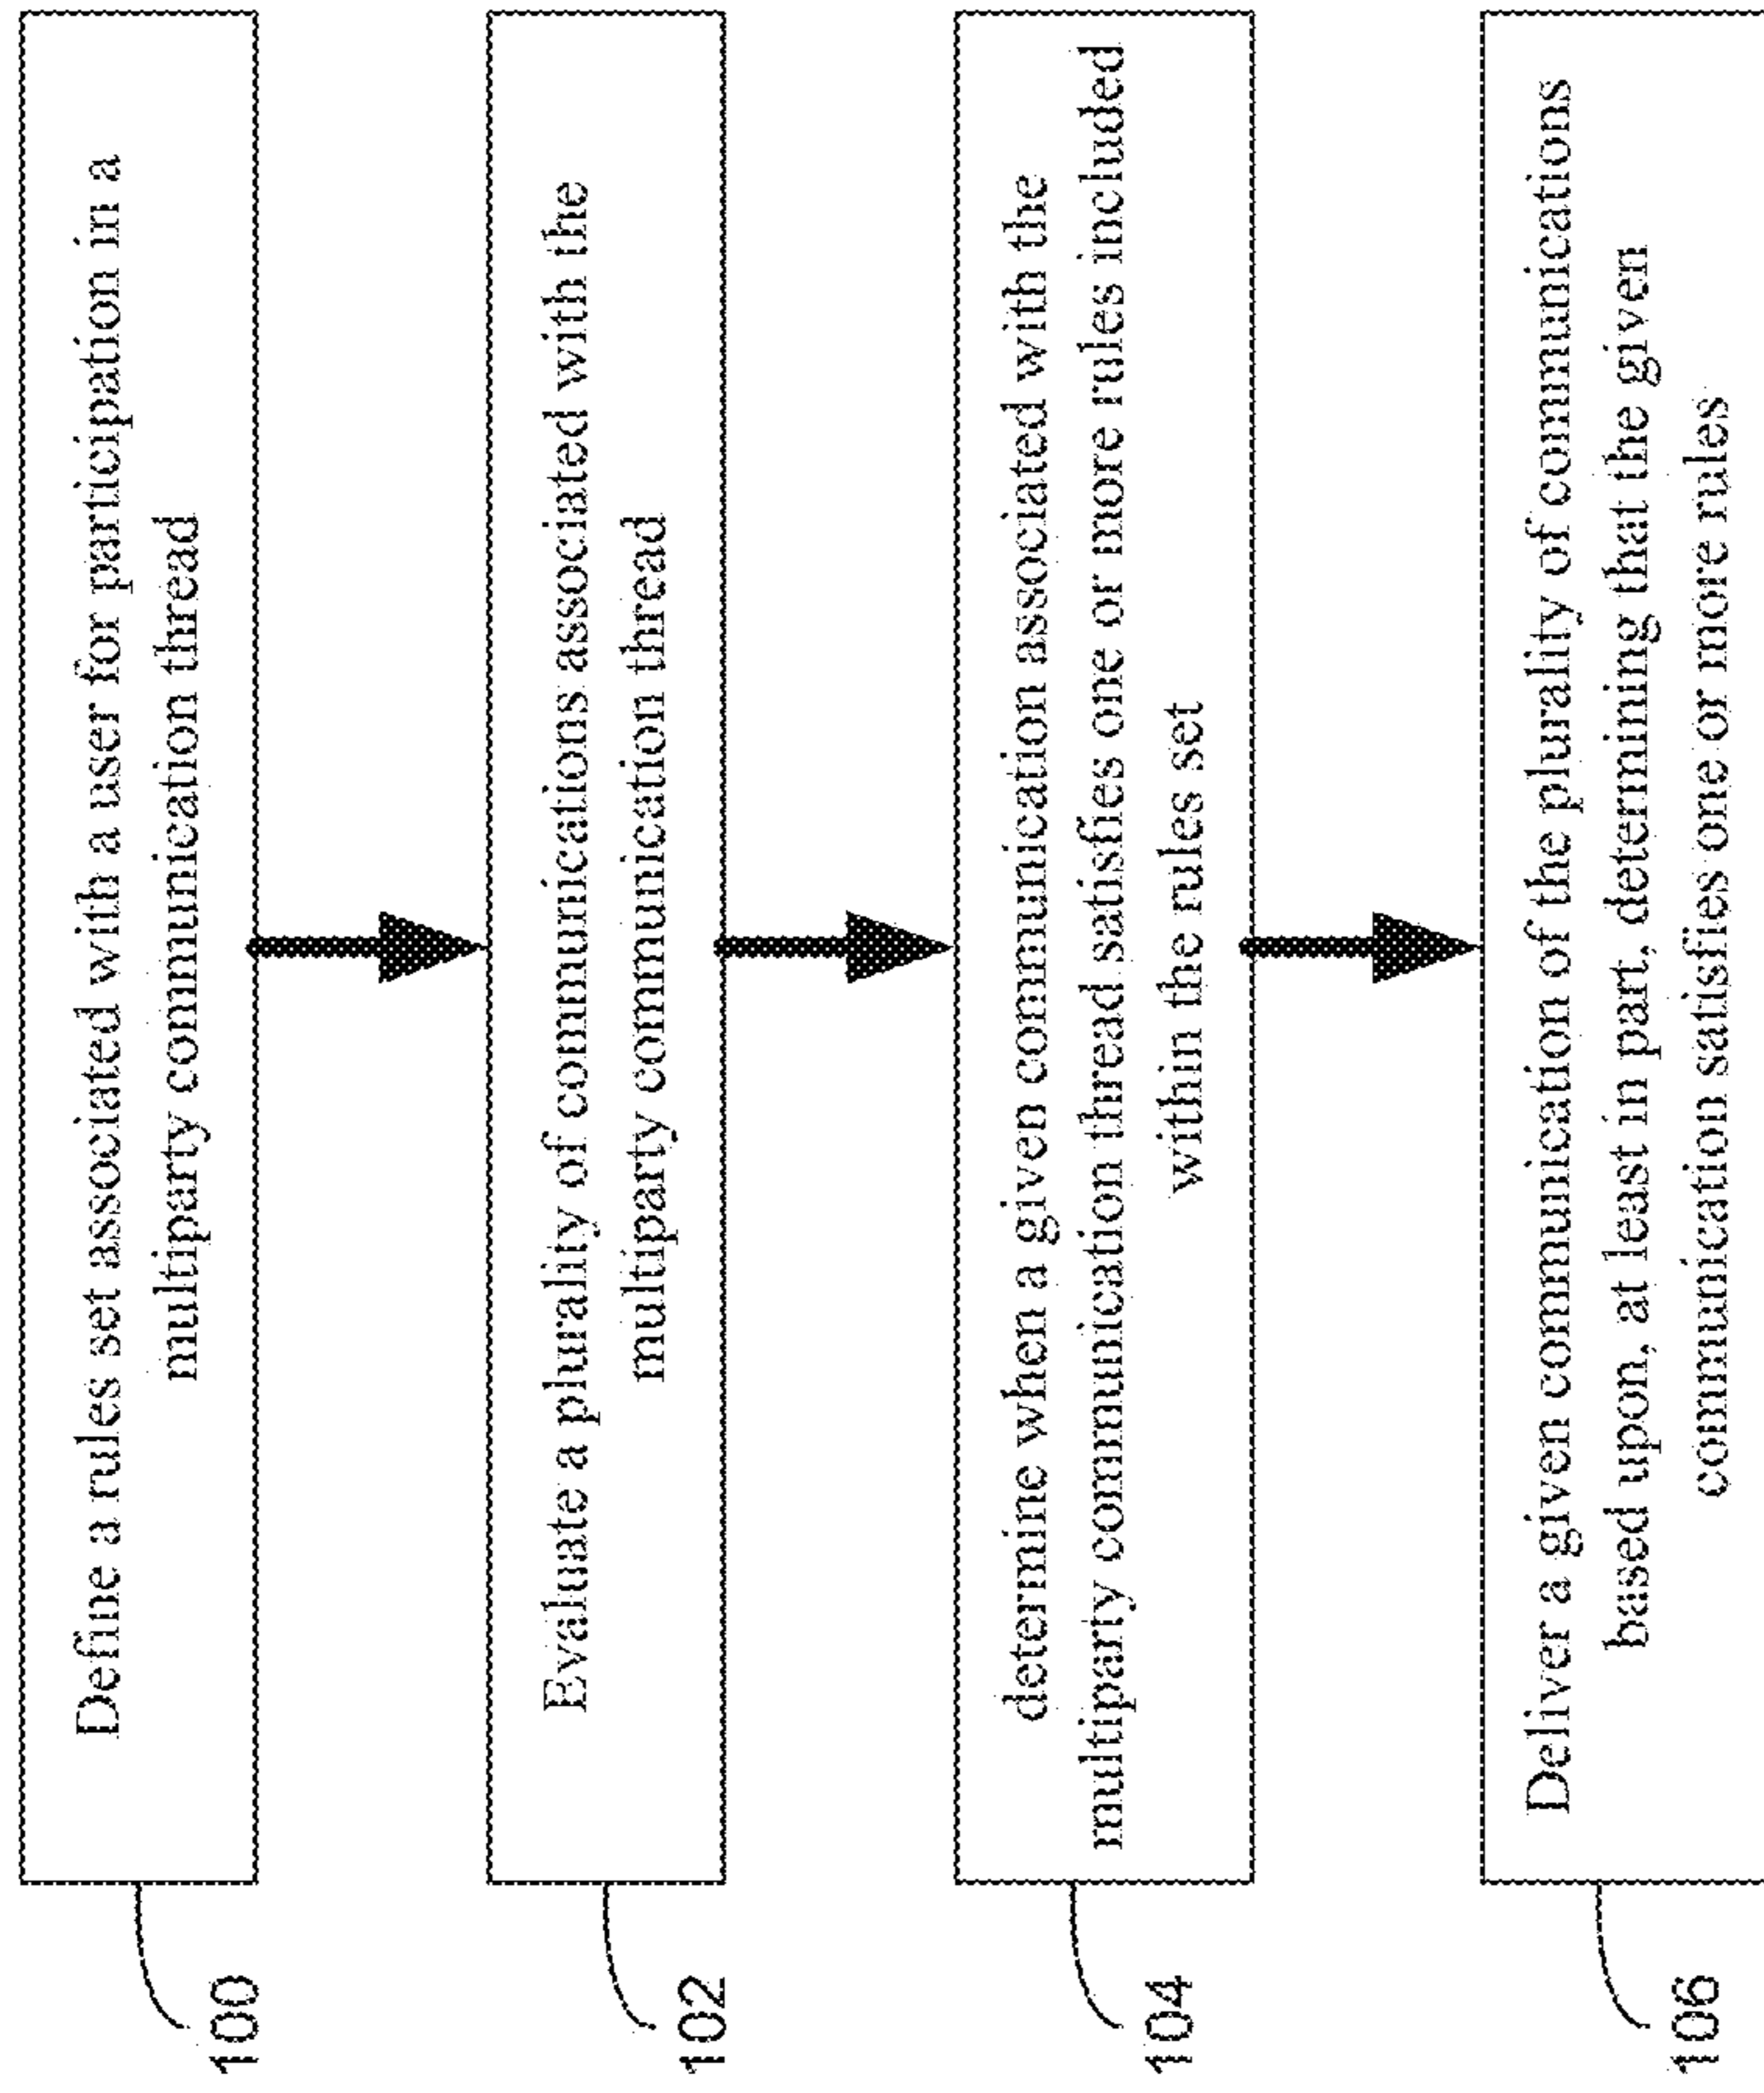 Define a rules set associated with a user for participation in a
multiparty communication thread
100
Evaluate a plurality of communications associated with the
multiparty communication thread
102
determine when a given communication associated with the
multiparty communication thread satisfies one or more rules included
within the rules set
104
Deliver a given communication of the plurality of communications
based upon, at least in part, determining that the given
communication satisfies one or more rules
106